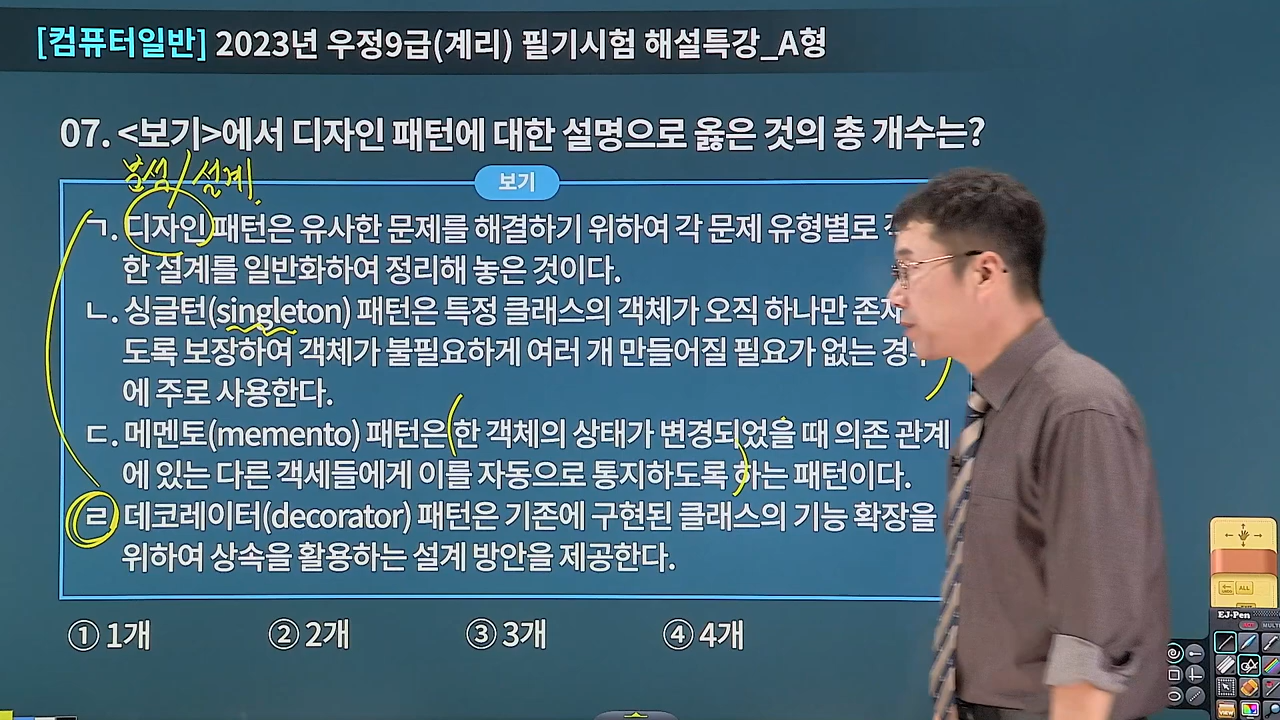 [컴퓨터일반] 2023년 우정9급(계리) 필기시험 해설특강_A형
07. <보기>에서 디자인 패턴에 대한 설명으로 옳은 것의 총 개수는?
분석/설계.
보기
ㄱ. 디자인 패턴은 유사한 문제를 해결하기 위하여 각 문제 유형별로
한 설계를 일반화하여 정리해 놓은 것이다.
ㄴ. 싱글턴(singleton) 패턴은 특정 클래스의 객체가 오직 하나만
도록 보장하여 객체가 불필요하게 여러 개 만들어질 필요가 없는
에 주로 사용한다.
ㄷ. 메멘토(memento) 패턴은 한 객체의 상태가 변경되었을 때 의존 관계
에 있는 다른 객세들에게 이를 자동으로 통지하도록 하는 패턴이다.
ㄹ. 데코레이터(decorator) 패턴은 기존에 구현된 클래스의 기능 확장을
위하여 상속을 활용하는 설계 방안을 제공한다.
① 1개 ② 2개 ③ 3개 ④ 4개
ALL
EJ-Pen